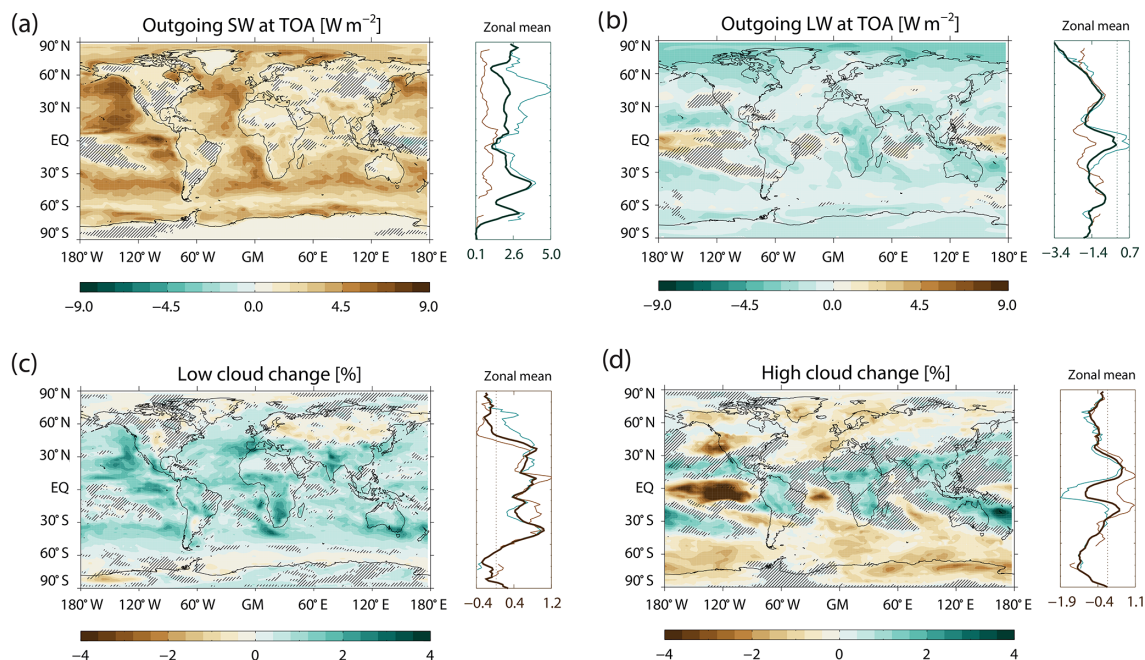 (a)
Outgoing SW at TOA [W m−2]
Zonal mean
90° N
60° N
30° N
EQ
30° S
60° S
90° S
180° W 120° W 60° W GM 60° E 120° E 180° E
0.1 2.6 5.0
−9.0 −4.5 0.0 4.5 9.0
(b)
Outgoing LW at TOA [W m−2]
Zonal mean
90° N
60° N
30° N
EQ
30° S
60° S
90° S
180° W 120° W 60° W GM 60° E 120° E 180° E
−3.4 −1.4 0.7
−9.0 −4.5 0.0 4.5 9.0
(c)
Low cloud change [%]
Zonal mean
90° N
60° N
30° N
EQ
30° S
60° S
90° S
180° W 120° W 60° W GM 60° E 120° E 180° E
−0.4 0.4 1.2
−4 −2 0 2 4
(d)
High cloud change [%]
Zonal mean
90° N
60° N
30° N
EQ
30° S
60° S
90° S
180° W 120° W 60° W GM 60° E 120° E 180° E
−1.9 −0.4 1.1
−4 −2 0 2 4